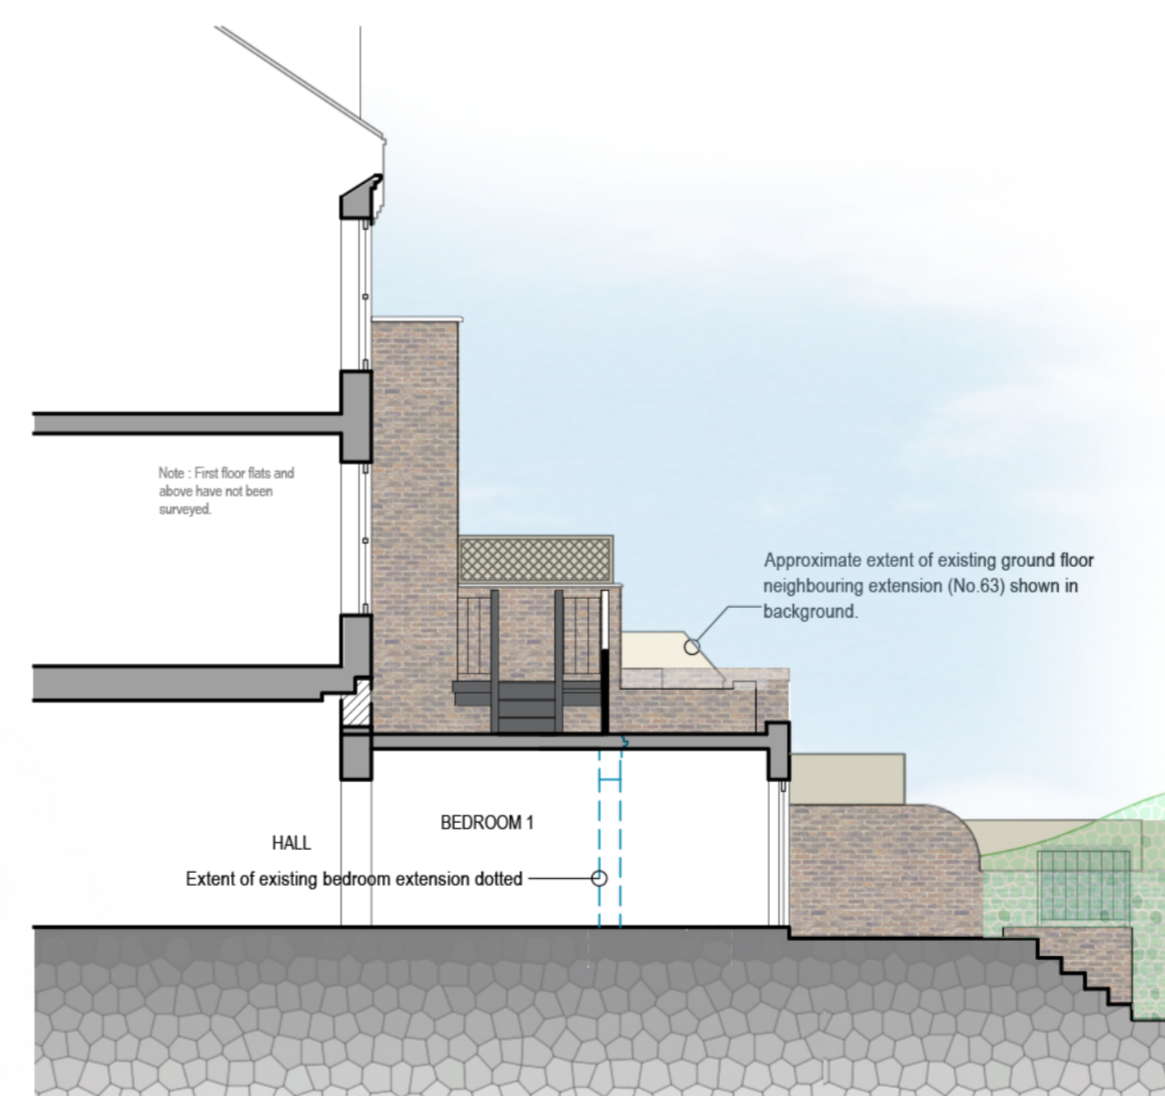 Note : First floor flats and
above have not been
surveyed.
Approximate extent of existing ground floor
neighbouring extension (No.63) shown in
background.
BEDROOM 1
HALL
Extent of existing bedroom extension dotted